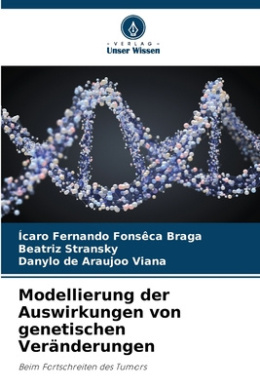 VERLAG
Unser Wissen
Ícaro Fernando Fonsêca Braga
Beatriz Stransky
Danylo de Araujoo Viana
Modellierung der
Auswirkungen von
genetischen
Veränderungen
Beim Fortschreiten des Tumors